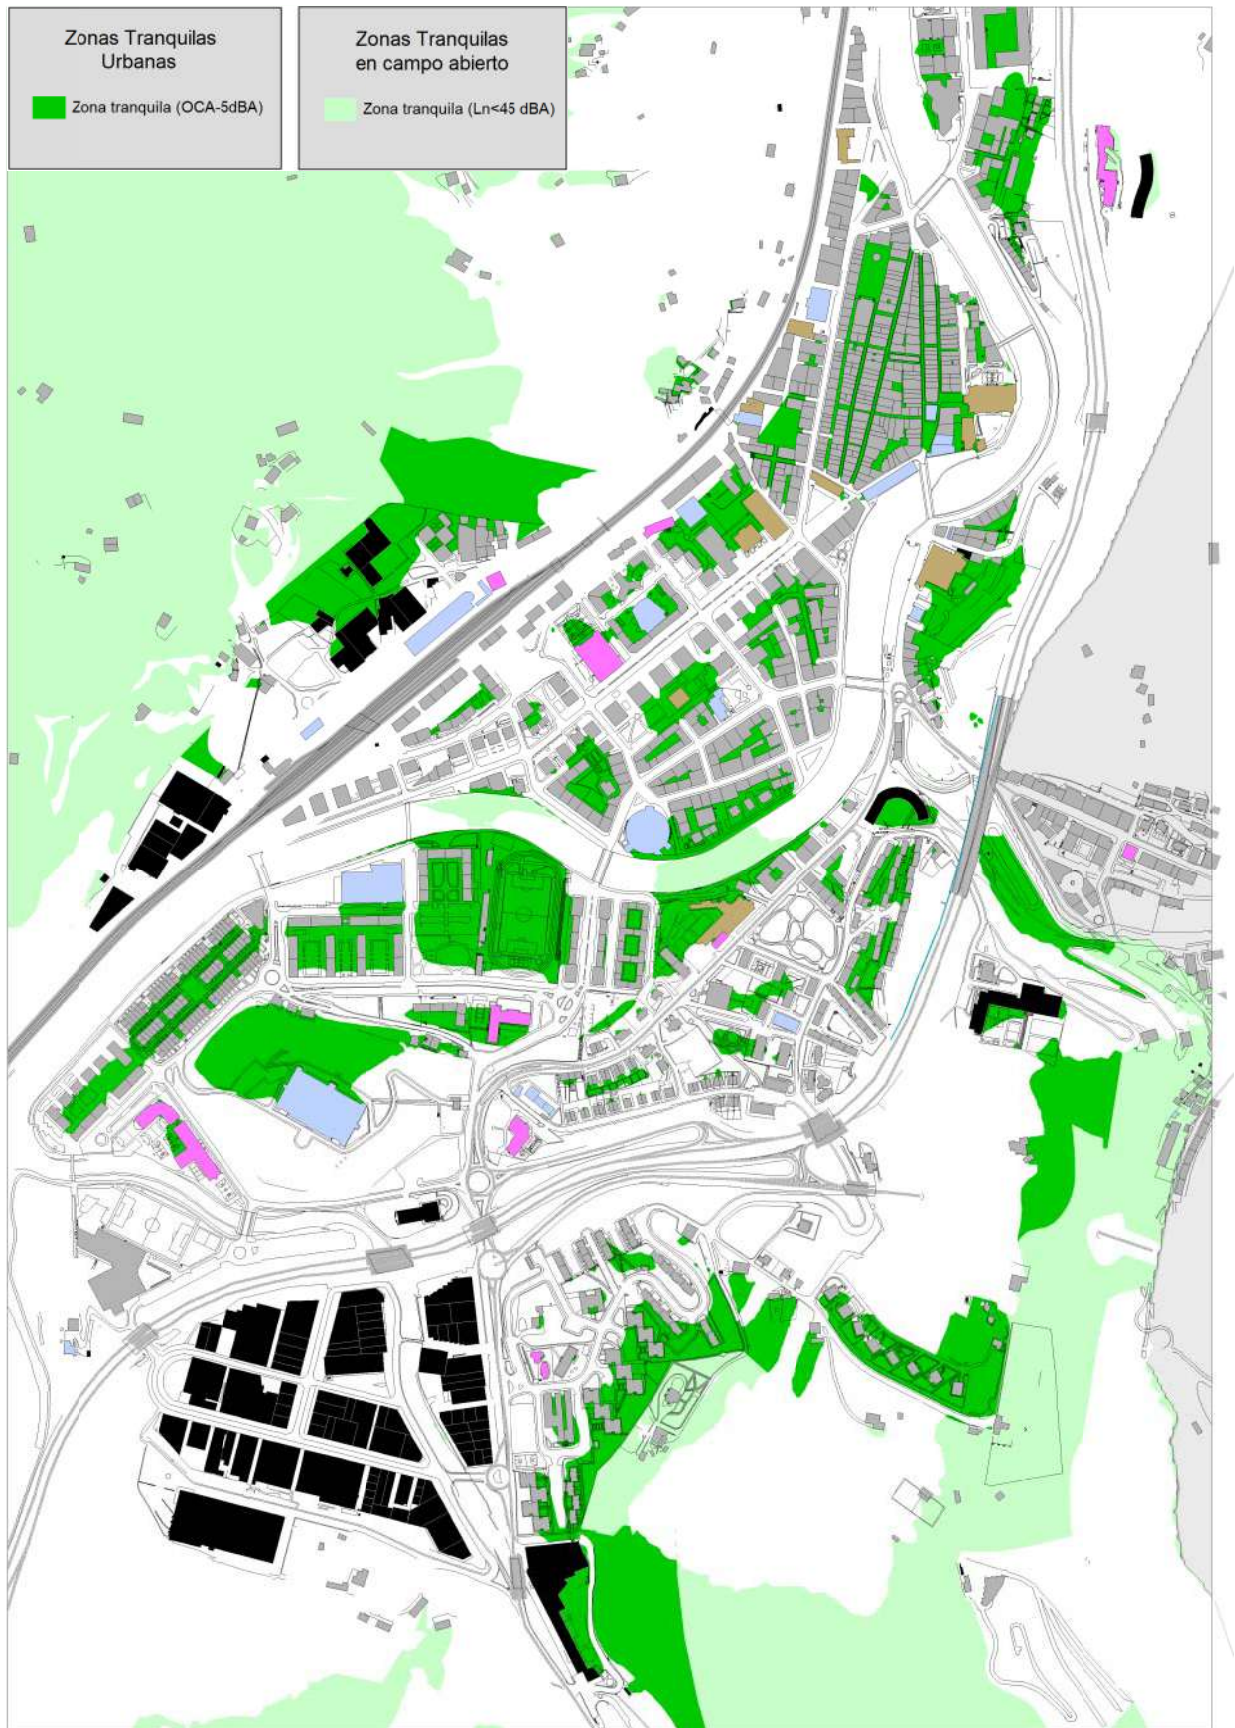 Zonas Tranquilas
Urbanas
Zona tranquila (OCA-5dBA)
Zonas Tranquilas
en campo abierto
Zona tranquila (Ln<45 dBA)